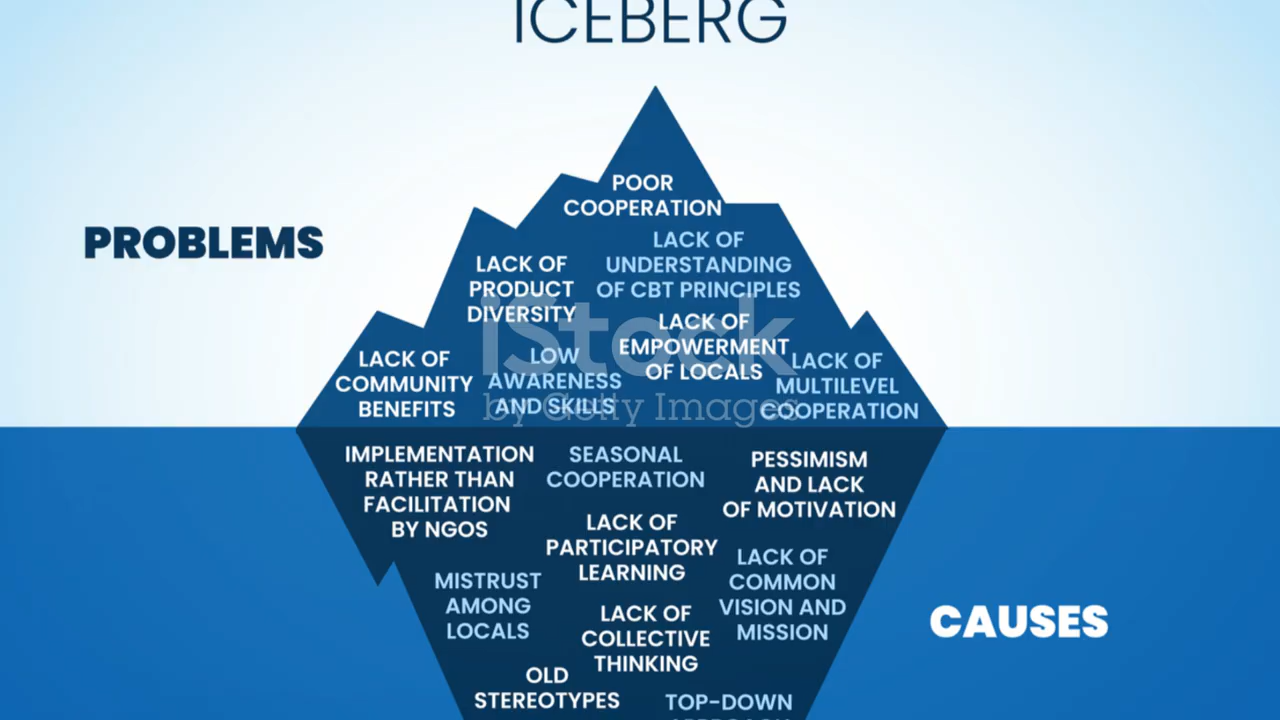 ICEBERG
PROBLEMS
POOR
COOPERATION
LACK OF
UNDERSTANDING
OF CBT PRINCIPLES
LACK OF
PRODUCT
DIVERSITY
LACK OF
EMPOWERMENT
OF LOCALS
LACK OF
COMMUNITY
BENEFITS
LOW
AWARENESS
AND SKILLS
LACK OF
MULTILEVEL
COOPERATION
iStock
by Getty Images
IMPLEMENTATION
RATHER THAN
FACILITATION
BY NGOS
SEASONAL
COOPERATION
PESSIMISM
AND LACK
OF MOTIVATION
LACK OF
PARTICIPATORY
LEARNING
MISTRUST
AMONG
LOCALS
LACK OF
COMMON
VISION AND
MISSION
LACK OF
COLLECTIVE
THINKING
CAUSES
OLD
STEREOTYPES
TOP-DOWN